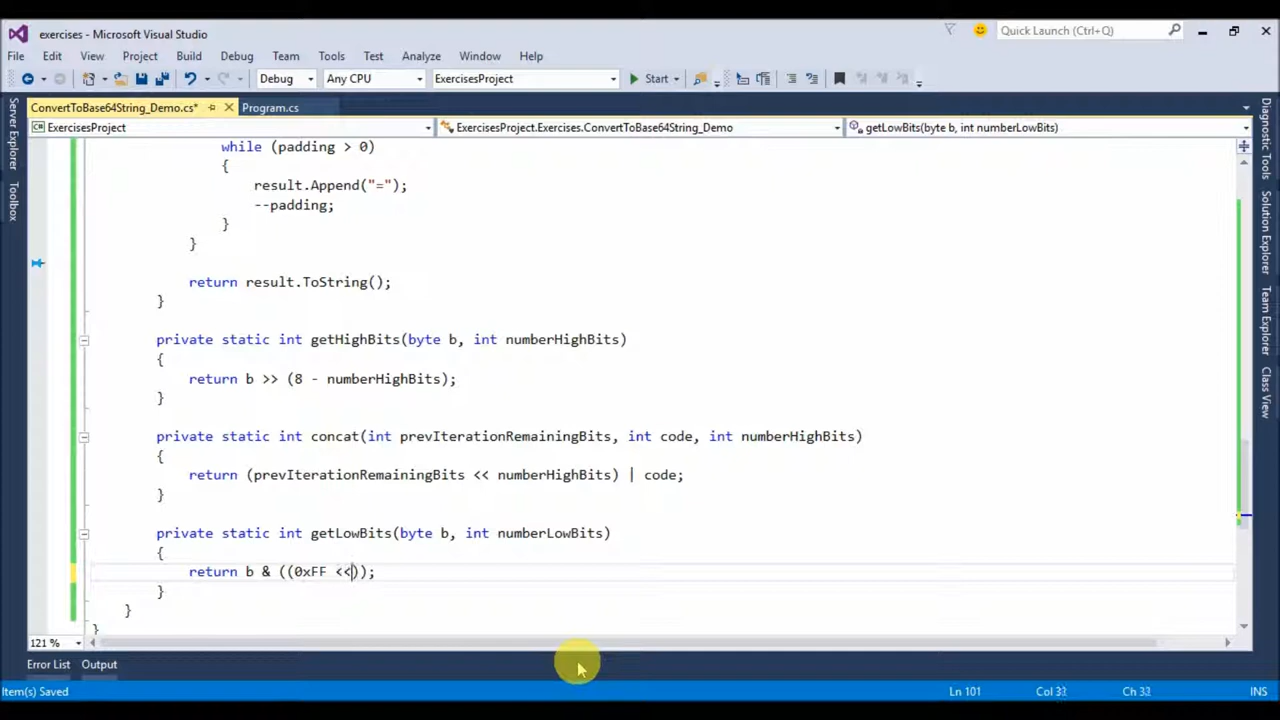 exercises - Microsoft Visual Studio
Quick Launch (Ctrl+Q)
File Edit View Project Build Debug Team Tools Test Analyze Window Help
Debug Any CPU ExercisesProject Start
ConvertToBase64String_Demo.cs* Program.cs
ExercisesProject ExercisesProject.Exercises.ConvertToBase64String_Demo getLowBits(byte b, int numberLowBits)
Server Explorer
Toolbox
while (padding > 0)
{
result.Append("=");
--padding;
}
}
return result.ToString();
}
private static int getHighBits(byte b, int numberHighBits)
{
return b >> (8 - numberHighBits);
}
private static int concat(int prevIterationRemainingBits, int code, int numberHighBits)
{
return (prevIterationRemainingBits << numberHighBits) | code;
}
private static int getLowBits(byte b, int numberLowBits)
{
return b & ((0xFF <<));
}
}
}
Diagnostic Tools
Solution Explorer
Team Explorer
Class View
121 %
Error List Output
Item(s) Saved Ln 101 Col 33 Ch 33 INS